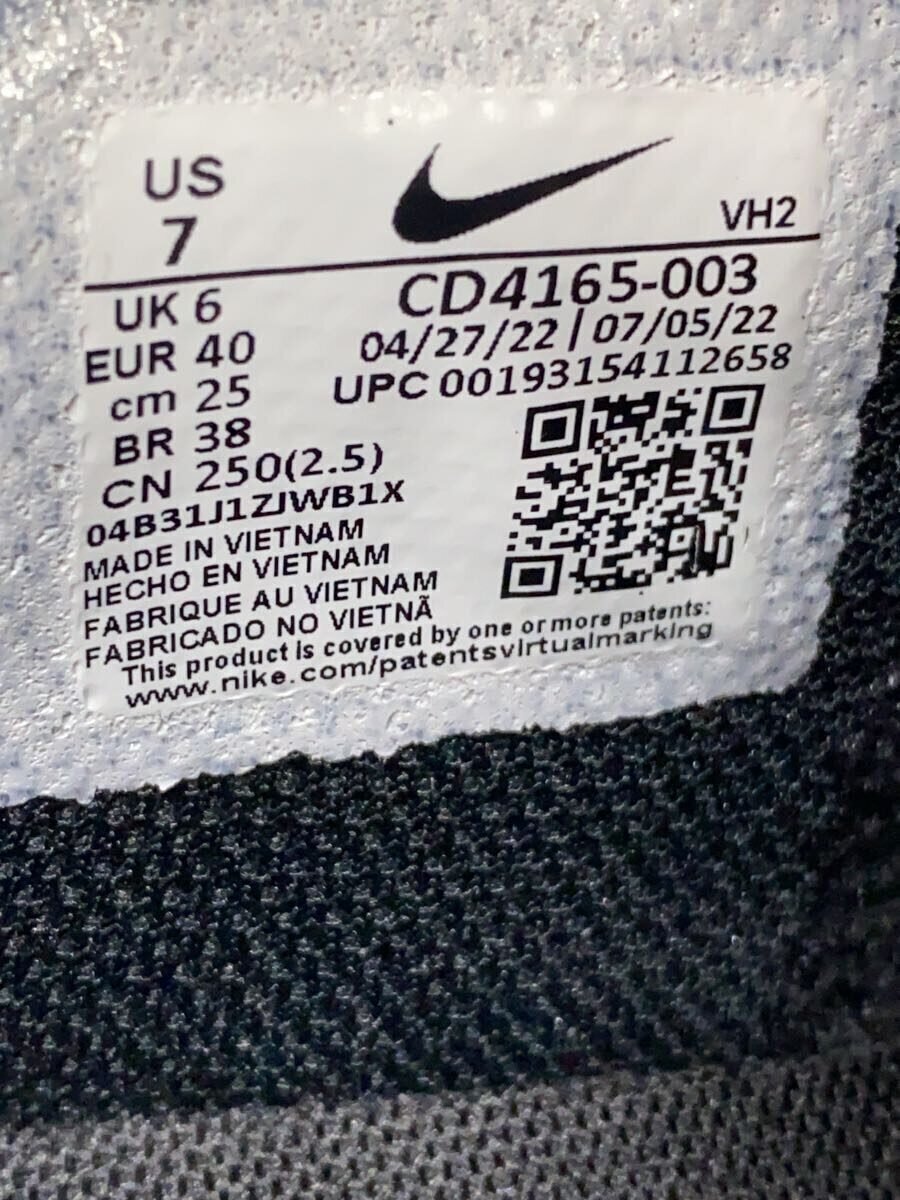 US
7
VH2
UK 6
EUR 40
cm 25
BR 38
CN 250(2.5)
CD4165-003
04/27/22 | 07/05/22
UPC 00193154112658
04B31J1ZJWB1X
MADE IN VIETNAM
HECHO EN VIETNAM
FABRIQUE AU VIETNAM
FABRICADO NO VIETNÃ
This product is covered by one or more patents:
www.nike.com/patentsvirtualmarking